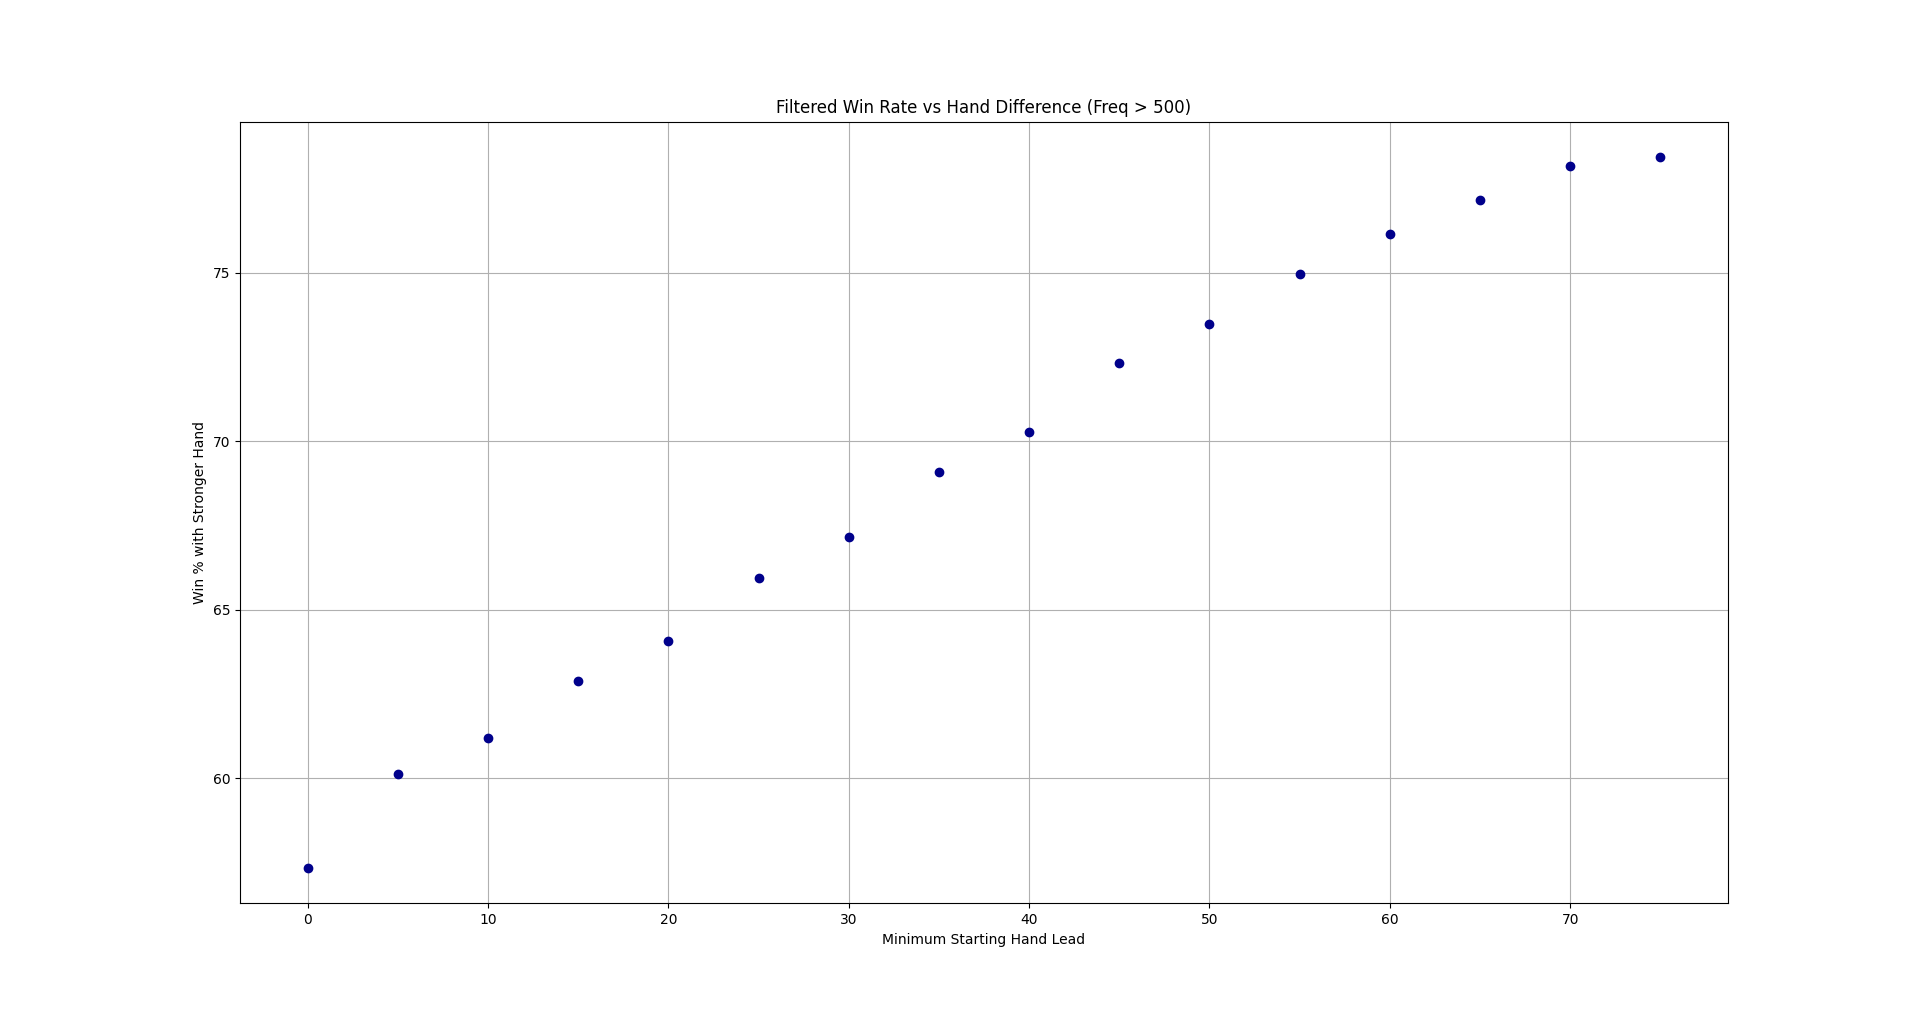 Filtered Win Rate vs Hand Difference (Freq > 500)
Win % with Stronger Hand
75
70
65
60
0 10 20 30 40 50 60 70
Minimum Starting Hand Lead